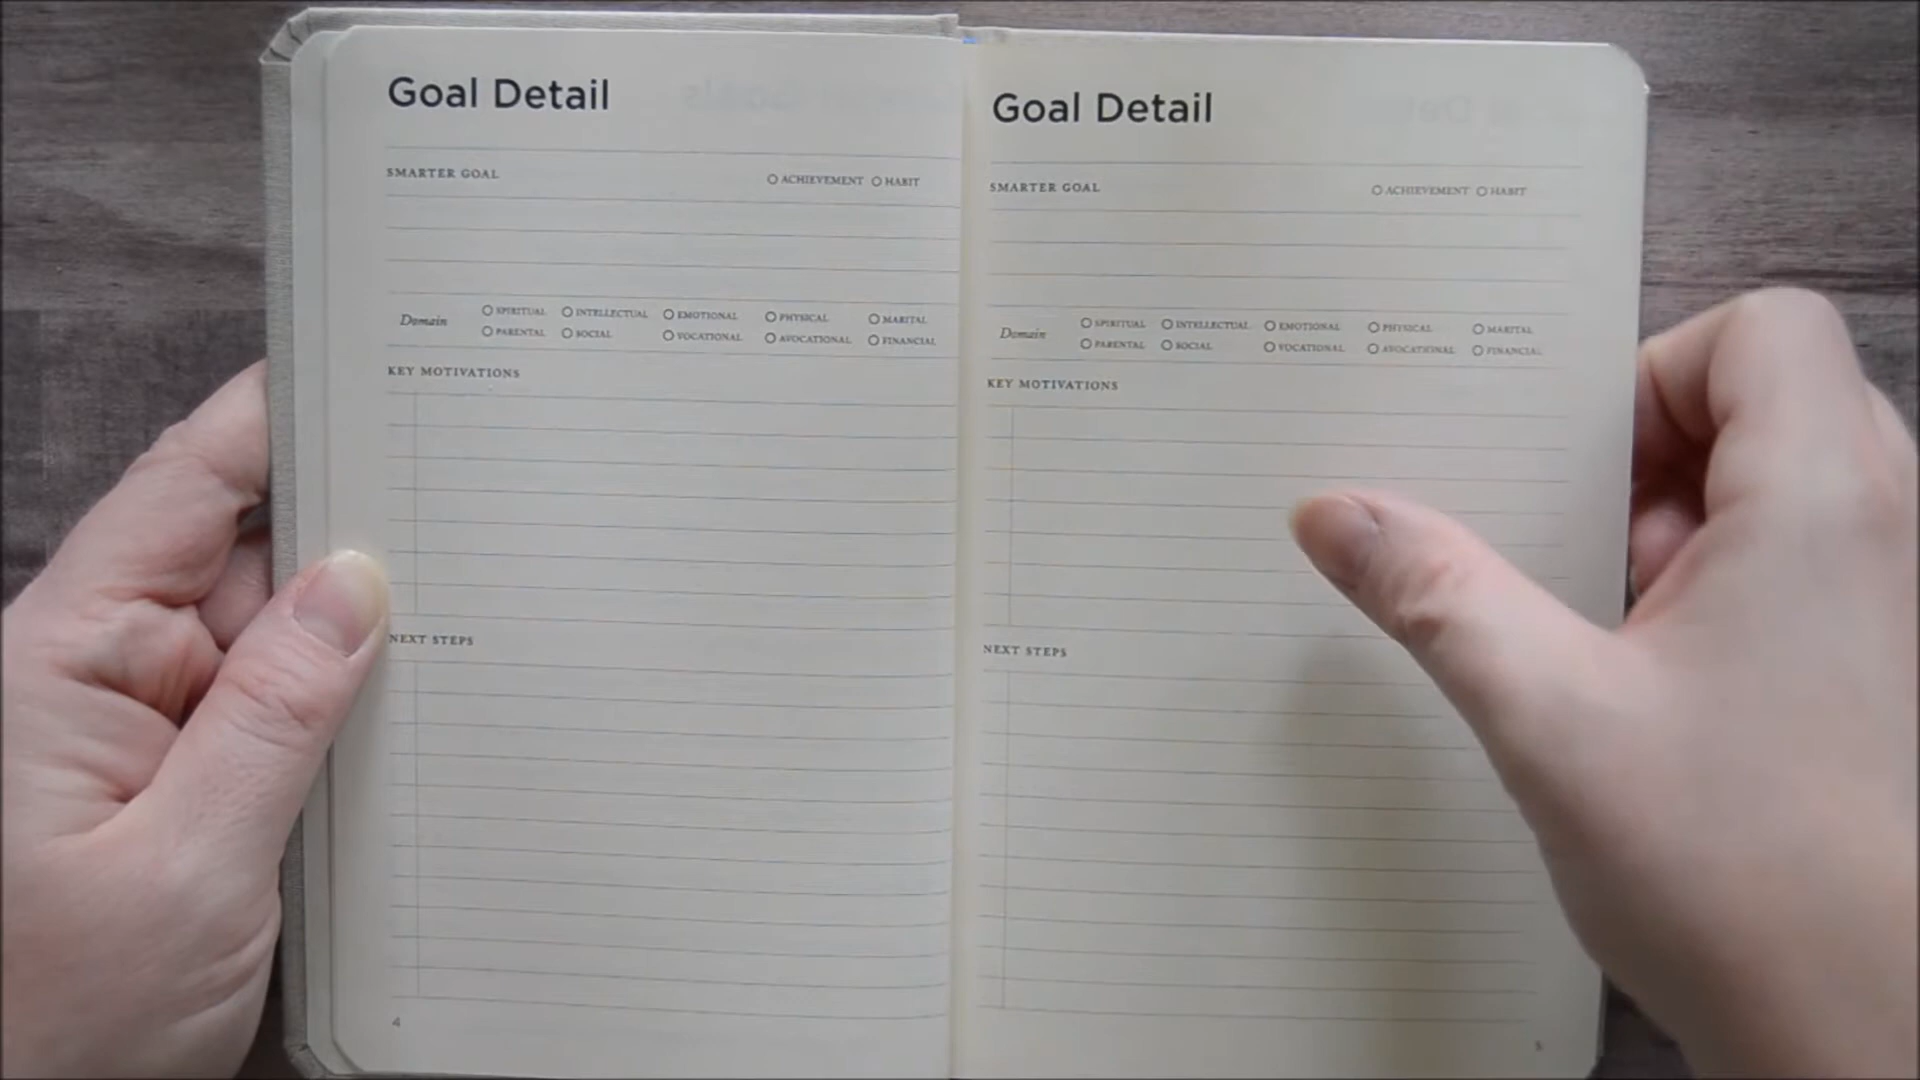 Goal Detail
SMARTER GOAL ACHIEVEMENT HABIT
Domain SPIRITUAL INTELLECTUAL EMOTIONAL PHYSICAL MARITAL
PARENTAL SOCIAL VOCATIONAL AVOCATIONAL FINANCIAL
KEY MOTIVATIONS
NEXT STEPS
4
Goal Detail
SMARTER GOAL ACHIEVEMENT HABIT
Domain SPIRITUAL INTELLECTUAL EMOTIONAL PHYSICAL MARITAL
PARENTAL SOCIAL VOCATIONAL AVOCATIONAL FINANCIAL
KEY MOTIVATIONS
NEXT STEPS
5